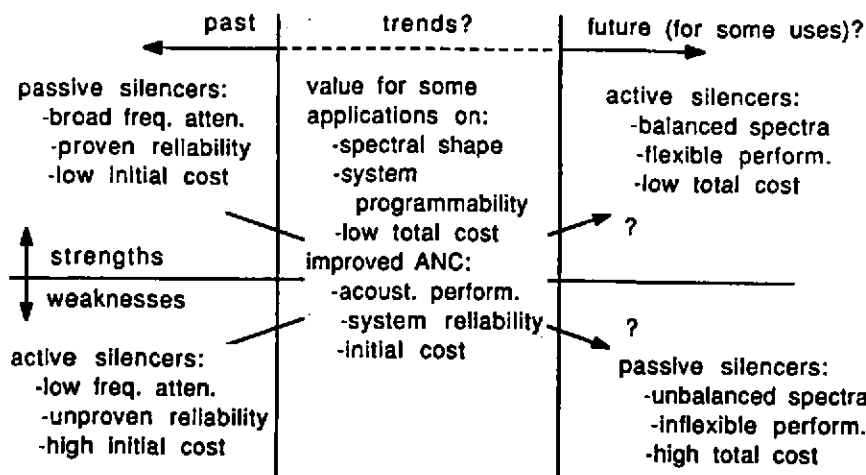 past
trends?
future (for some uses)?
passive silencers:
-broad freq. atten.
-proven reliability
-low initial cost
value for some
applications on:
-spectral shape
-system
programmability
-low total cost
active silencers:
-balanced spectra
-flexible perform.
-low total cost
?
strengths
weaknesses
improved ANC:
-acoust. perform.
-system reliability
-initial cost
active silencers:
-low freq. atten.
-unproven reliability
-high initial cost
?
passive silencers:
-unbalanced spectra
-inflexible perform.
-high total cost